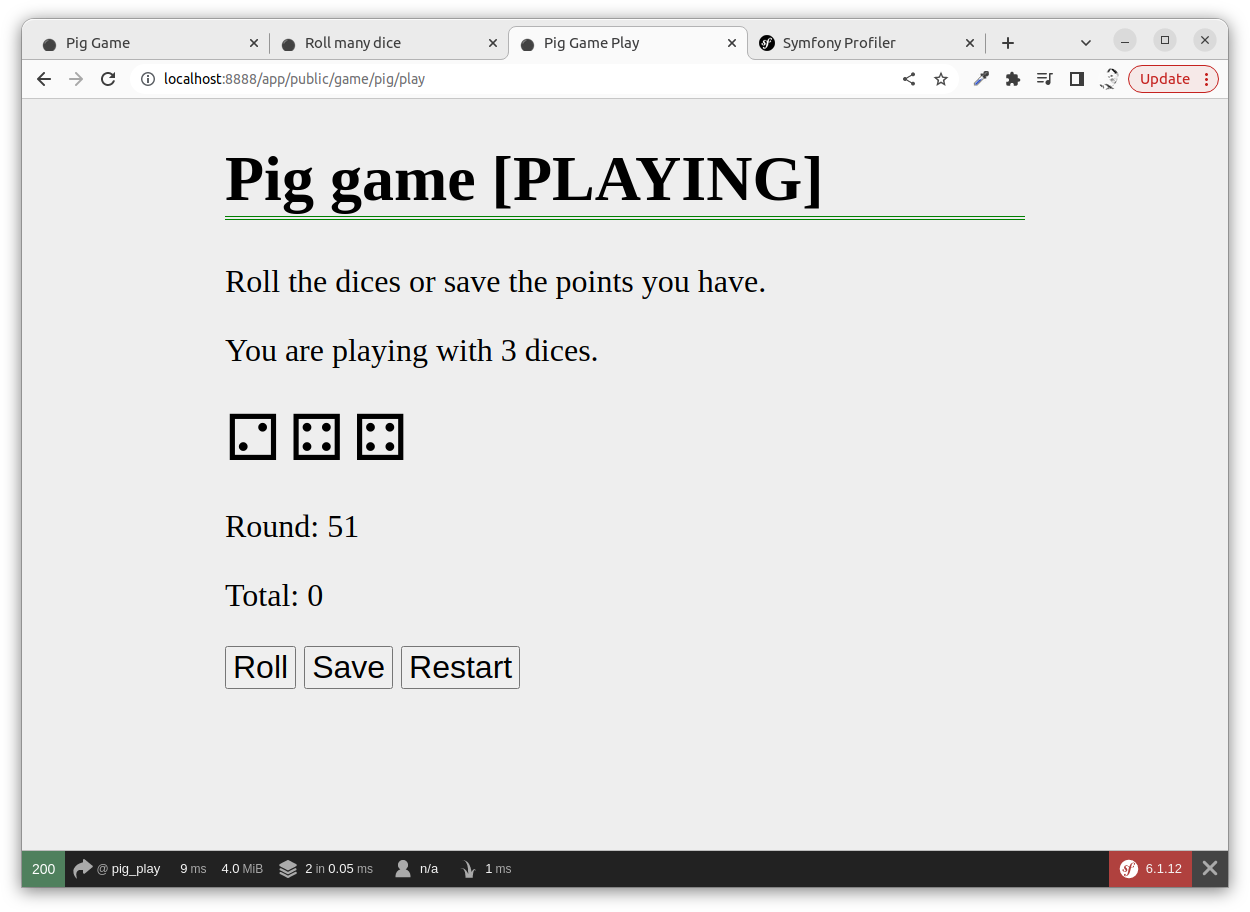 Pig Game
Roll many dice
Pig Game Play
Symfony Profiler
localhost:8888/app/public/game/pig/play
Update
Pig game [PLAYING]
Roll the dices or save the points you have.
You are playing with 3 dices.
⚁ ⚃ ⚃
Round: 51
Total: 0
Roll Save Restart
200 @ pig_play 9 ms 4.0 MiB 2 in 0.05 ms n/a 1 ms sf 6.1.12